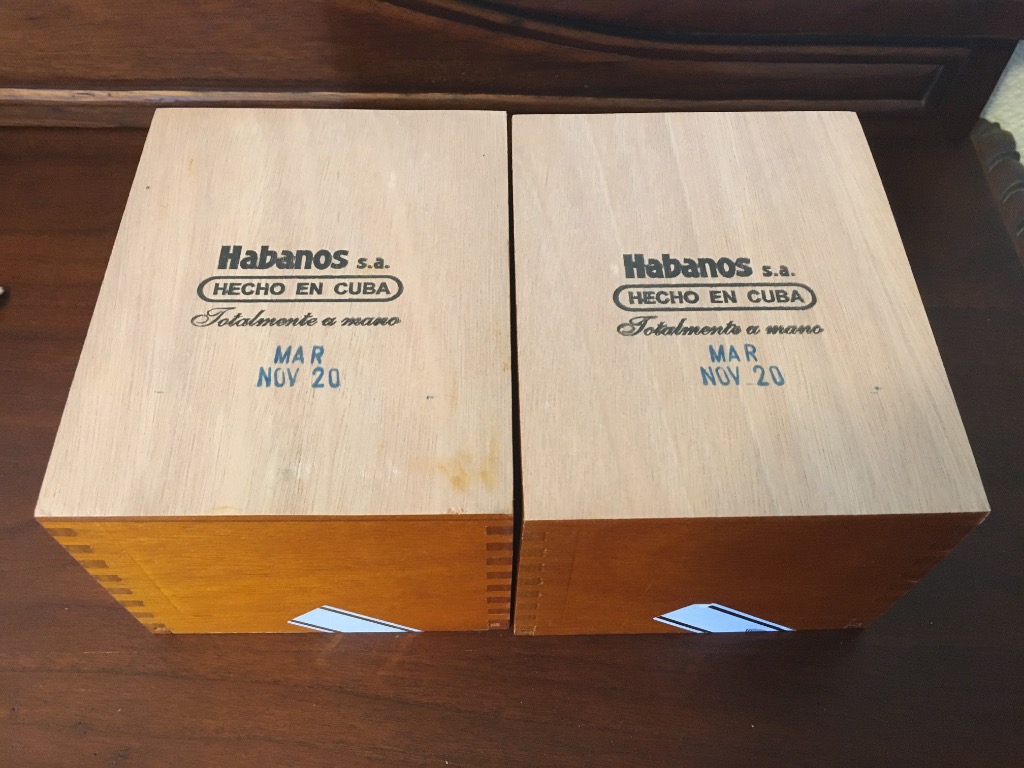 Habanos s.a.
HECHO EN CUBA
Totalmente a mano
MAR
NOV 20
Habanos s.a.
HECHO EN CUBA
Totalmente a mano
MAR
NOV 20